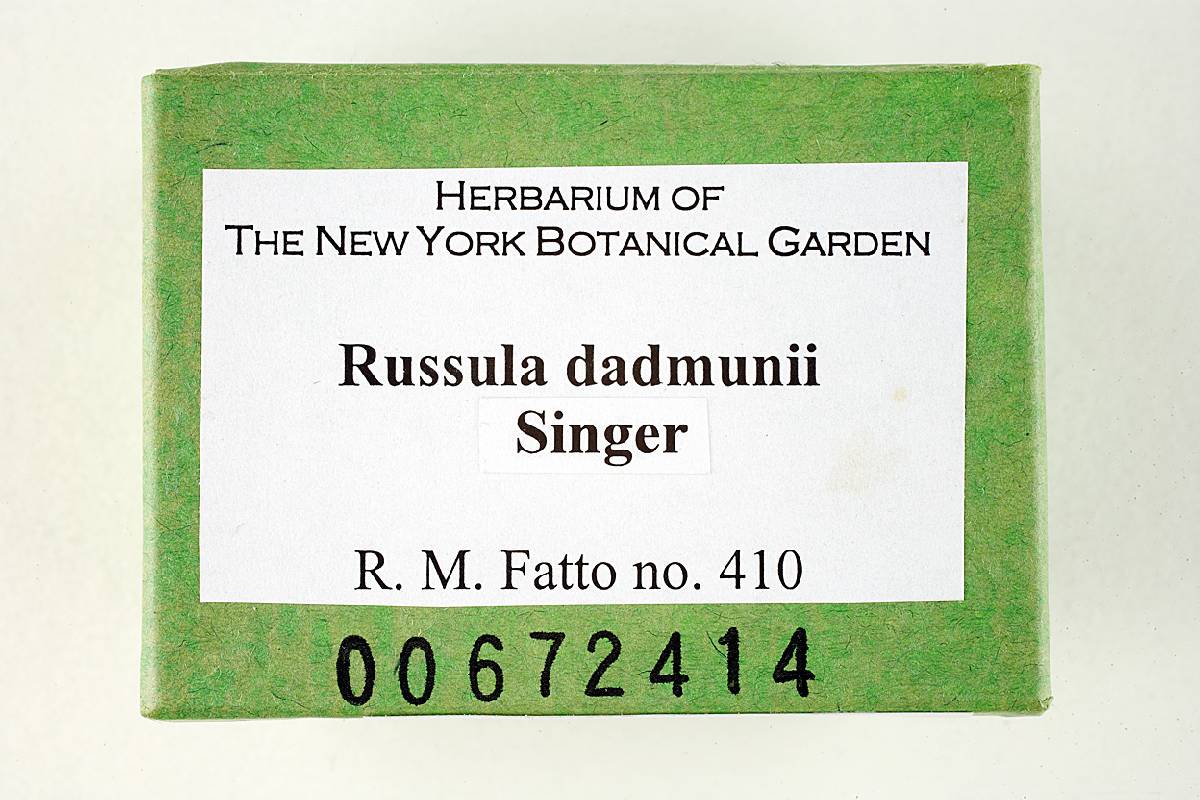 HERBARIUM OF
THE NEW YORK BOTANICAL GARDEN
Russula dadmunii
Singer
R. M. Fatto no. 410
00672414